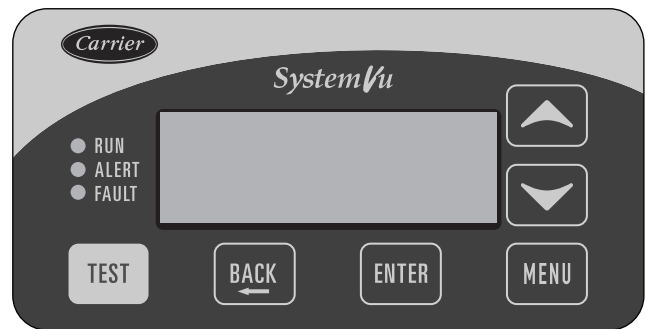 Carrier
SystemVu
RUN
ALERT
FAULT
TEST
BACK
ENTER
MENU